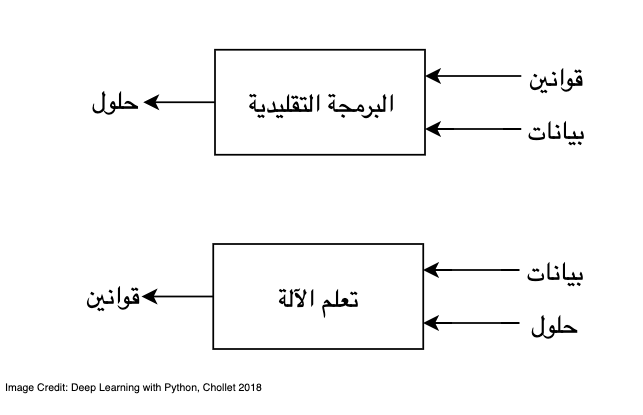 قوانين
بيانات
البرمجة التقليدية
حلول
بيانات
حلول
تعلم الآلة
قوانين
Image Credit: Deep Learning with Python, Chollet 2018